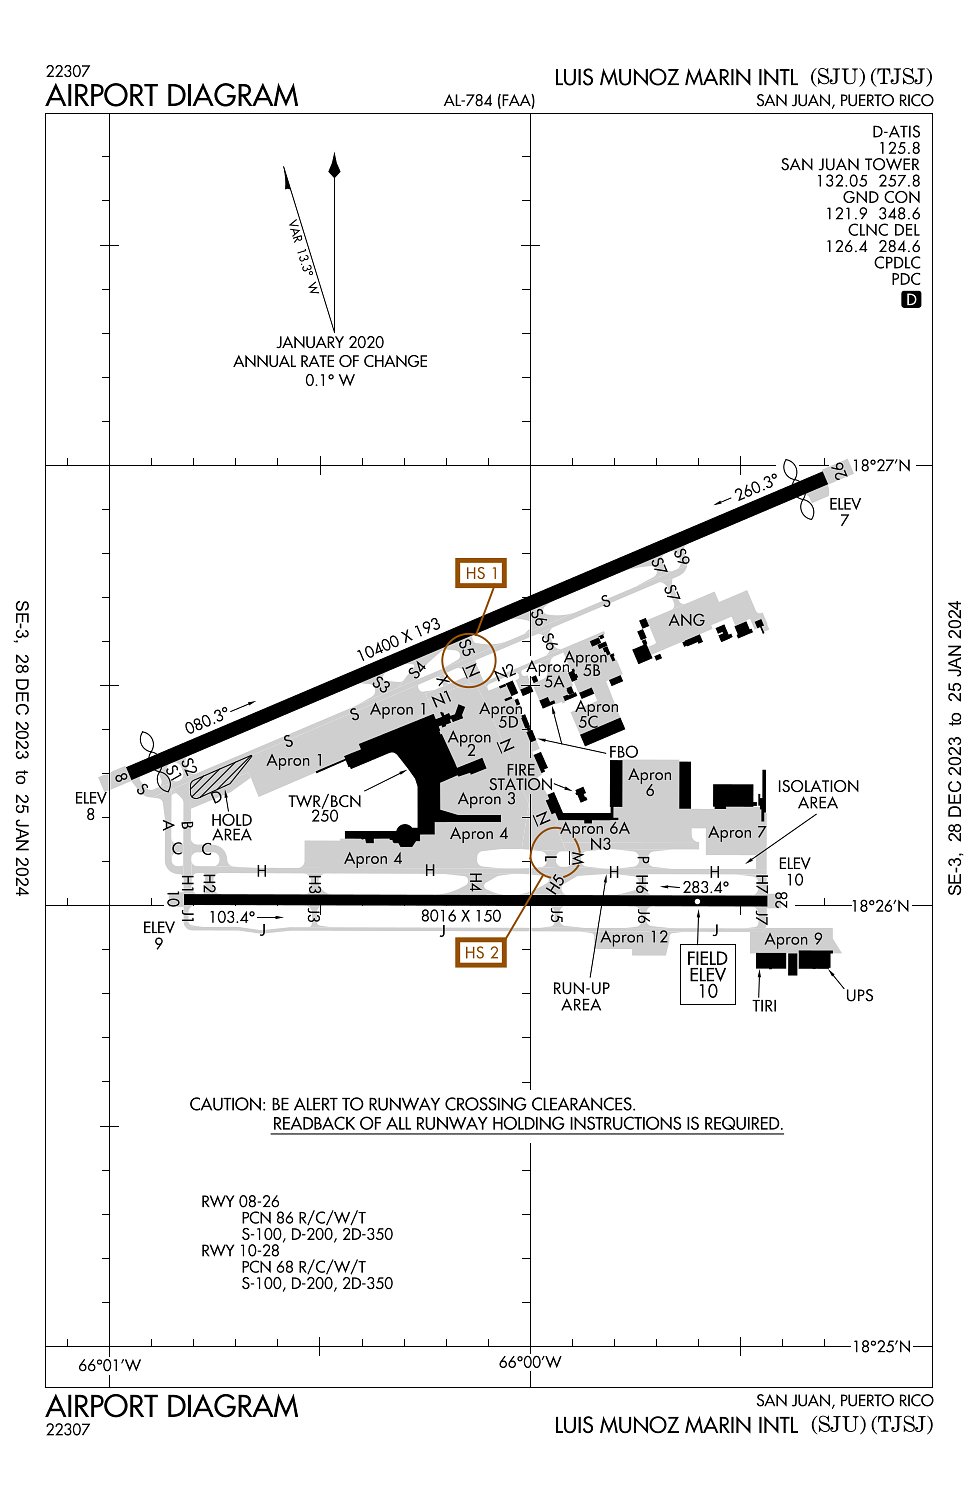 22307
AIRPORT DIAGRAM
AL-784 (FAA)
LUIS MUNOZ MARIN INTL (SJU) (TJSJ)
SAN JUAN, PUERTO RICO
D-ATIS
125.8
SAN JUAN TOWER
132.05 257.8
GND CON
121.9 348.6
CLNC DEL
126.4 284.6
CPDLC
PDC
D
VAR 13.3° W
JANUARY 2020
ANNUAL RATE OF CHANGE
0.1° W
18°27'N
26
260.3°
ELEV
7
HS 1
S9
S7
S7
S
S6
S6
ANG
10400 X 193
S5
S4
S3
N
N2
X
N1
Apron
5A
Apron
5B
Apron
5C
Apron
5D
Apron 1
S
080.3°
S
Apron 1
Apron
2
N
FBO
8
S
S1
S2
D
HOLD
AREA
ELEV
8
TWR/BCN
250
FIRE
STATION
Apron
6
ISOLATION
AREA
Apron 3
N
A
B
C
C
Apron 4
Apron 4
Apron 6A
N3
Apron 7
L
M
P
H
H
H
H
ELEV
10
H1
H2
H3
H4
H5
H6
H7
283.4°
10
28
18°26'N
103.4°
8016 X 150
J1
J3
J5
J6
J7
J
J
J
ELEV
9
Apron 12
Apron 9
HS 2
FIELD
ELEV
10
RUN-UP
AREA
TIRI
UPS
CAUTION: BE ALERT TO RUNWAY CROSSING CLEARANCES.
READBACK OF ALL RUNWAY HOLDING INSTRUCTIONS IS REQUIRED.
RWY 08-26
PCN 86 R/C/W/T
S-100, D-200, 2D-350
RWY 10-28
PCN 68 R/C/W/T
S-100, D-200, 2D-350
18°25'N
66°01'W
66°00'W
SE-3, 28 DEC 2023 to 25 JAN 2024
SE-3, 28 DEC 2023 to 25 JAN 2024
AIRPORT DIAGRAM
22307
SAN JUAN, PUERTO RICO
LUIS MUNOZ MARIN INTL (SJU) (TJSJ)